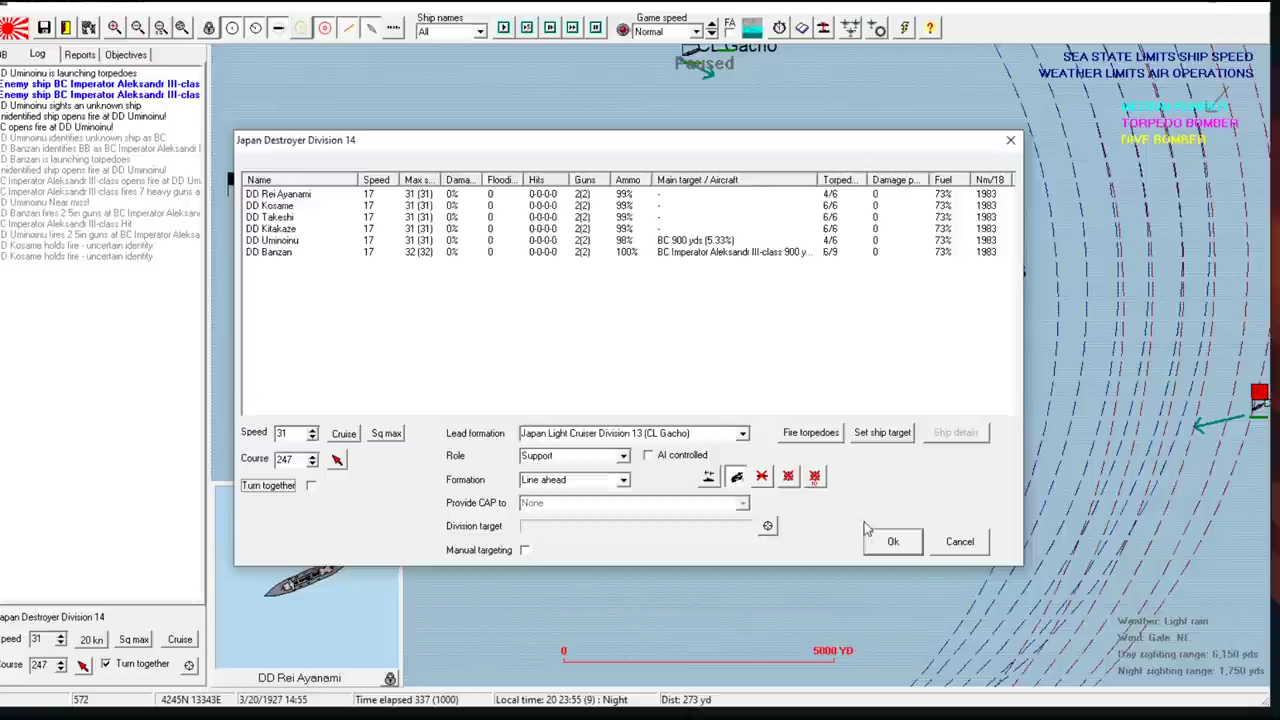 Ship names
Game speed
FA
All
Normal
OB
Log
Reports
Objectives
CL Gacho
Paused
SEA STATE LIMITS SHIP SPEED
WEATHER LIMITS AIR OPERATIONS
MEDIUM BOMBER
TORPEDO BOMBER
DIVE BOMBER
D Uminoinu is launching torpedoes
Enemy ship BC Imperator Aleksandr III-clas
Enemy ship BC Imperator Aleksandr III-clas
D Uminoinu sights an unknown ship
nidentified ship opens fire at DD Uminoinu!
C opens fire at DD Uminoinu!
D Uminoinu identifies unknown ship as BC
D Banzan identifies BB as BC Imperator Aleksandr I
D Banzan is launching torpedoes
nidentified ship opens fire at DD Uminoinu!
C Imperator Aleksandr III-class opens fire at DD Um
C Imperator Aleksandr III-class fires 7 heavy guns a
D Uminoinu Near miss!
D Banzan fires 2 5in guns at BC Imperator Aleksan
C Imperator Aleksandr III-class Hit
D Uminoinu fires 2 5in guns at BC Imperator Aleksa
D Kosame holds fire - uncertain identity
D Kosame holds fire - uncertain identity
Japan Destroyer Division 14
Name Speed Max s... Dama... Floodi... Hits Guns Ammo Main target / Aircraft Torped... Damage p... Fuel Nm/18
DD Rei Ayanami 17 31 (31) 0% 0 0-0-0-0 2(2) 99% - 4/6 0 73% 1983
DD Kosame 17 31 (31) 0% 0 0-0-0-0 2(2) 99% - 6/6 0 73% 1983
DD Takeshi 17 31 (31) 0% 0 0-0-0-0 2(2) 99% - 6/6 0 73% 1983
DD Kitakaze 17 31 (31) 0% 0 0-0-0-0 2(2) 99% - 6/6 0 73% 1983
DD Uminoinu 17 31 (31) 0% 0 0-0-0-0 2(2) 98% BC 900 yds (5.33%) 4/6 0 73% 1983
DD Banzan 17 32 (32) 0% 0 0-0-0-0 2(2) 100% BC Imperator Aleksandr III-class 900 y... 6/9 0 73% 1983
Speed 31 Cruise Sq max
Course 247
Turn together
Lead formation Japan Light Cruiser Division 13 (CL Gacho) Fire torpedoes Set ship target Ship details
Role Support AI controlled
Formation Line ahead
Provide CAP to None
Division target
Manual targeting
Ok Cancel
apan Destroyer Division 14
peed 31 20 kn Sq max Cruise
Course 247 Turn together
DD Rei Ayanami
0 5000 YD
Weather: Light rain
Wind: Gale NE
Day sighting range: 6,150 yds
Night sighting range: 1,750 yds
572 4245N 13343E 3/20/1927 14:55 Time elapsed 337 (1000) Local time: 20 23:55 (9) : Night Dist: 273 yd